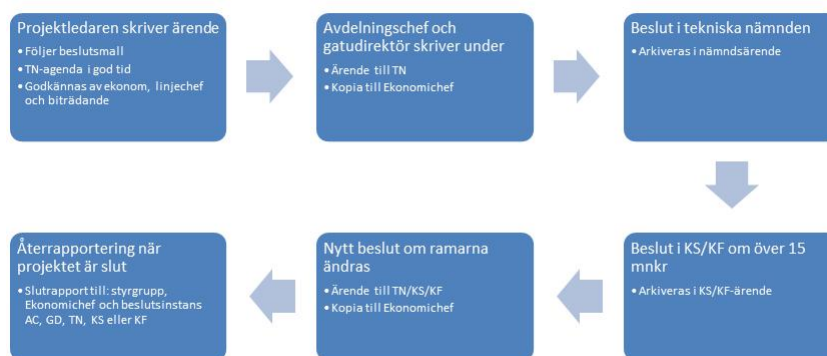 Projektledaren skriver ärende
• Följer beslutsmall
• TN-agenda i god tid
• Godkännas av ekonom, linjechef
och biträdande
Avdelningschef och
gatudirektör skriver under
• Ärende till TN
• Kopia till Ekonomichef
Beslut i tekniska nämnden
• Arkiveras i nämndsärende
Beslut i KS/KF om över 15
mnkr
• Arkiveras i KS/KF-ärende
Nytt beslut om ramarna
ändras
• Ärende till TN/KS/KF
• Kopia till Ekonomichef
Återrapportering när
projektet är slut
• Slutrapport till: styrgrupp,
Ekonomichef och beslutsinstans
AC, GD, TN, KS eller KF